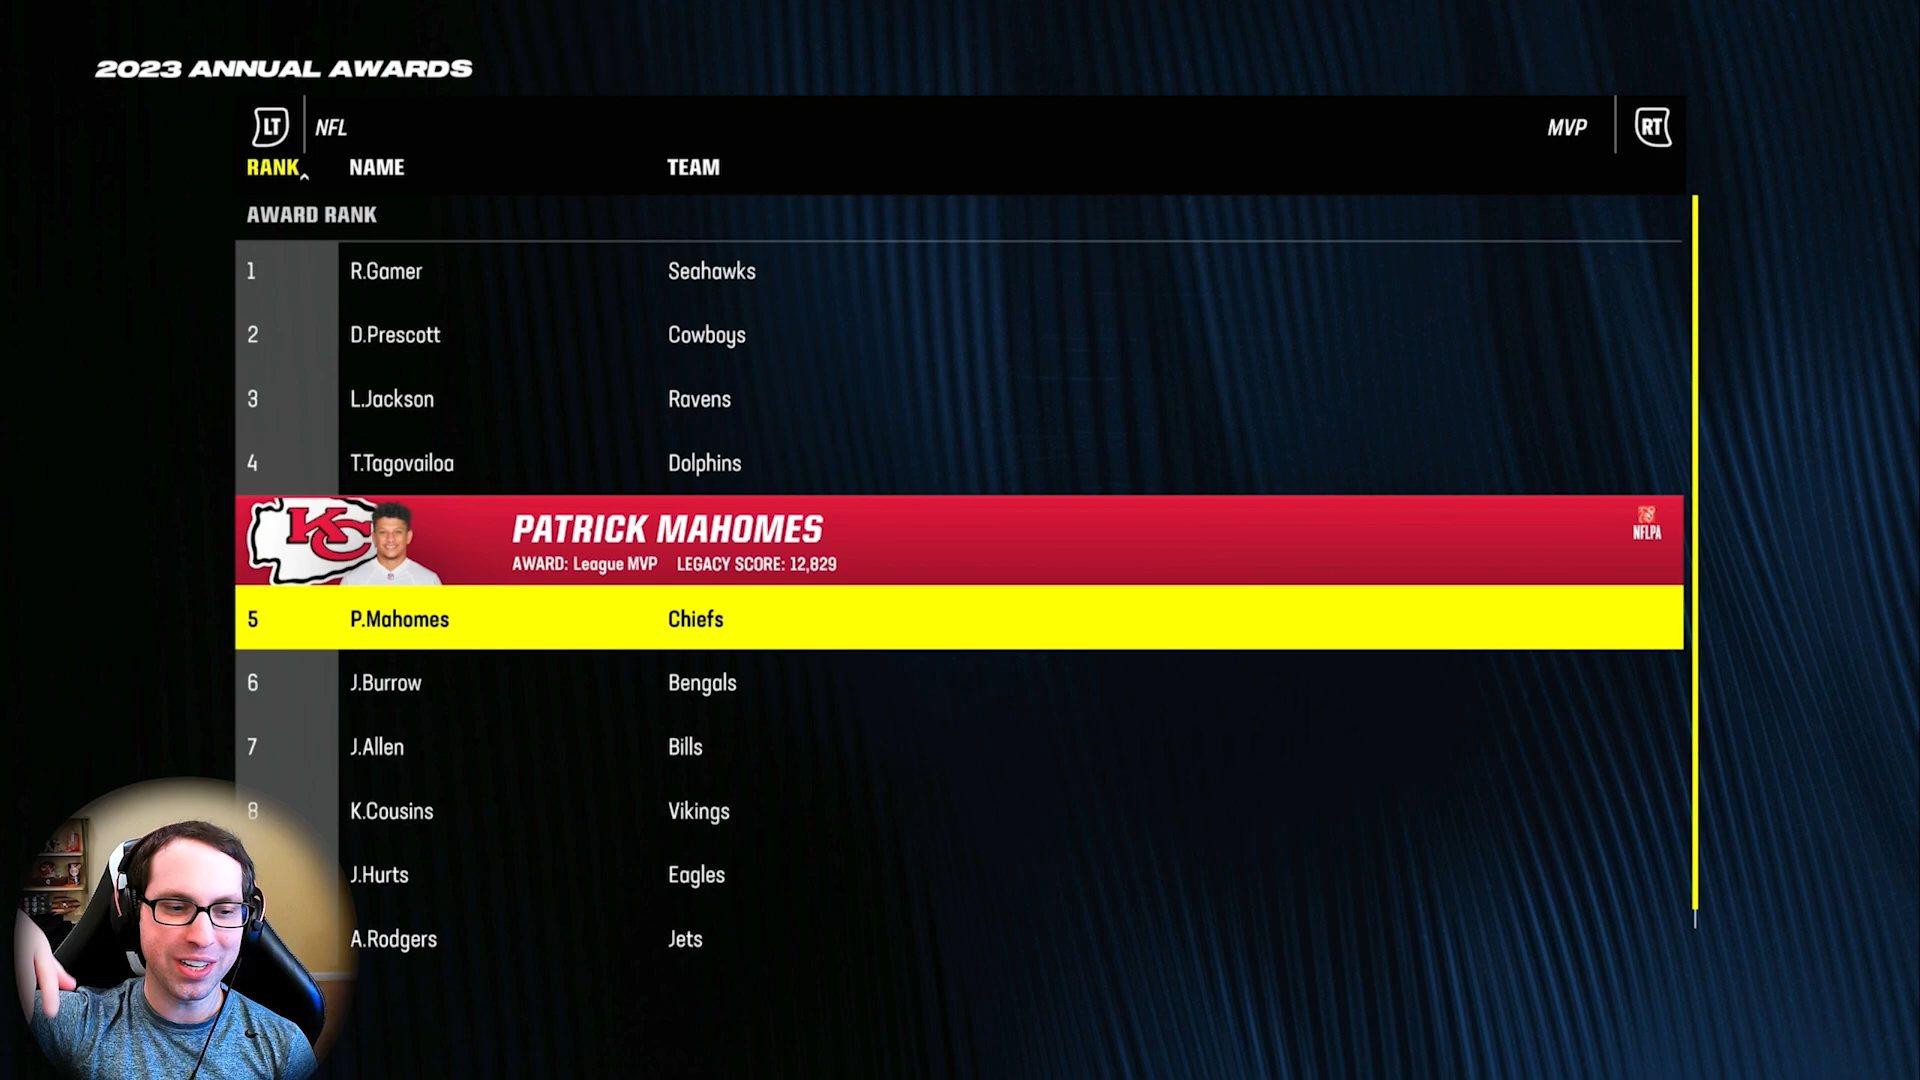 2023 ANNUAL AWARDS
LT NFL MVP RT
RANK NAME TEAM
AWARD RANK
1 R.Gamer Seahawks
2 D.Prescott Cowboys
3 L.Jackson Ravens
4 T.Tagovailoa Dolphins
KC PATRICK MAHOMES NFLPA
AWARD: League MVP LEGACY SCORE: 12,829
5 P.Mahomes Chiefs
6 J.Burrow Bengals
7 J.Allen Bills
8 K.Cousins Vikings
J.Hurts Eagles
A.Rodgers Jets